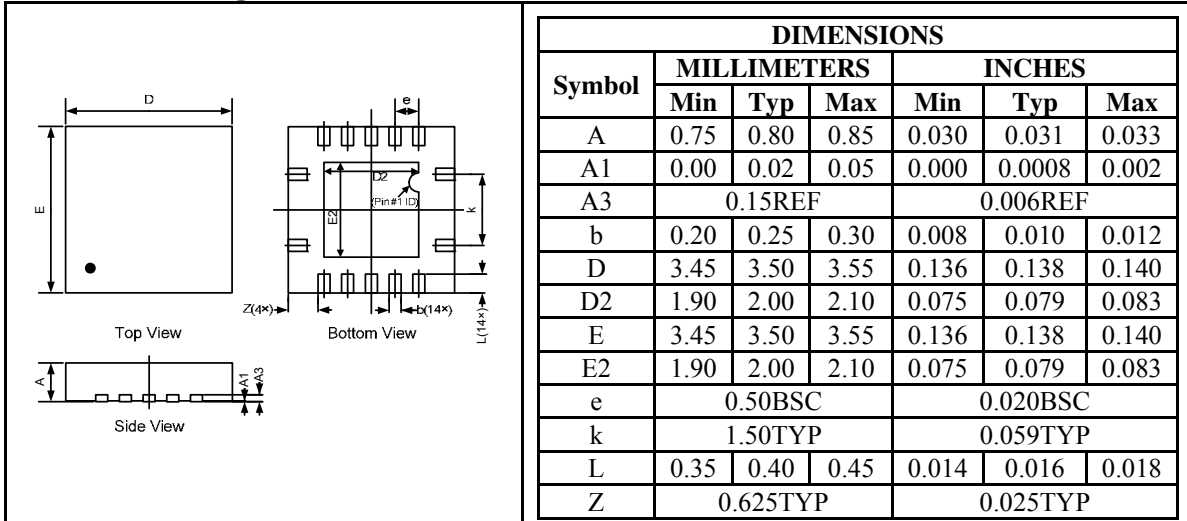 D
E
Top View
A
A1
A3
Side View
e
D2
(Pin#1 ID)
E2
k
Z(4×)
b(14×)
L(14×)
Bottom View
DIMENSIONS
Symbol MILLIMETERS INCHES
Min Typ Max Min Typ Max
A 0.75 0.80 0.85 0.030 0.031 0.033
A1 0.00 0.02 0.05 0.000 0.0008 0.002
A3 0.15REF 0.006REF
b 0.20 0.25 0.30 0.008 0.010 0.012
D 3.45 3.50 3.55 0.136 0.138 0.140
D2 1.90 2.00 2.10 0.075 0.079 0.083
E 3.45 3.50 3.55 0.136 0.138 0.140
E2 1.90 2.00 2.10 0.075 0.079 0.083
e 0.50BSC 0.020BSC
k 1.50TYP 0.059TYP
L 0.35 0.40 0.45 0.014 0.016 0.018
Z 0.625TYP 0.025TYP